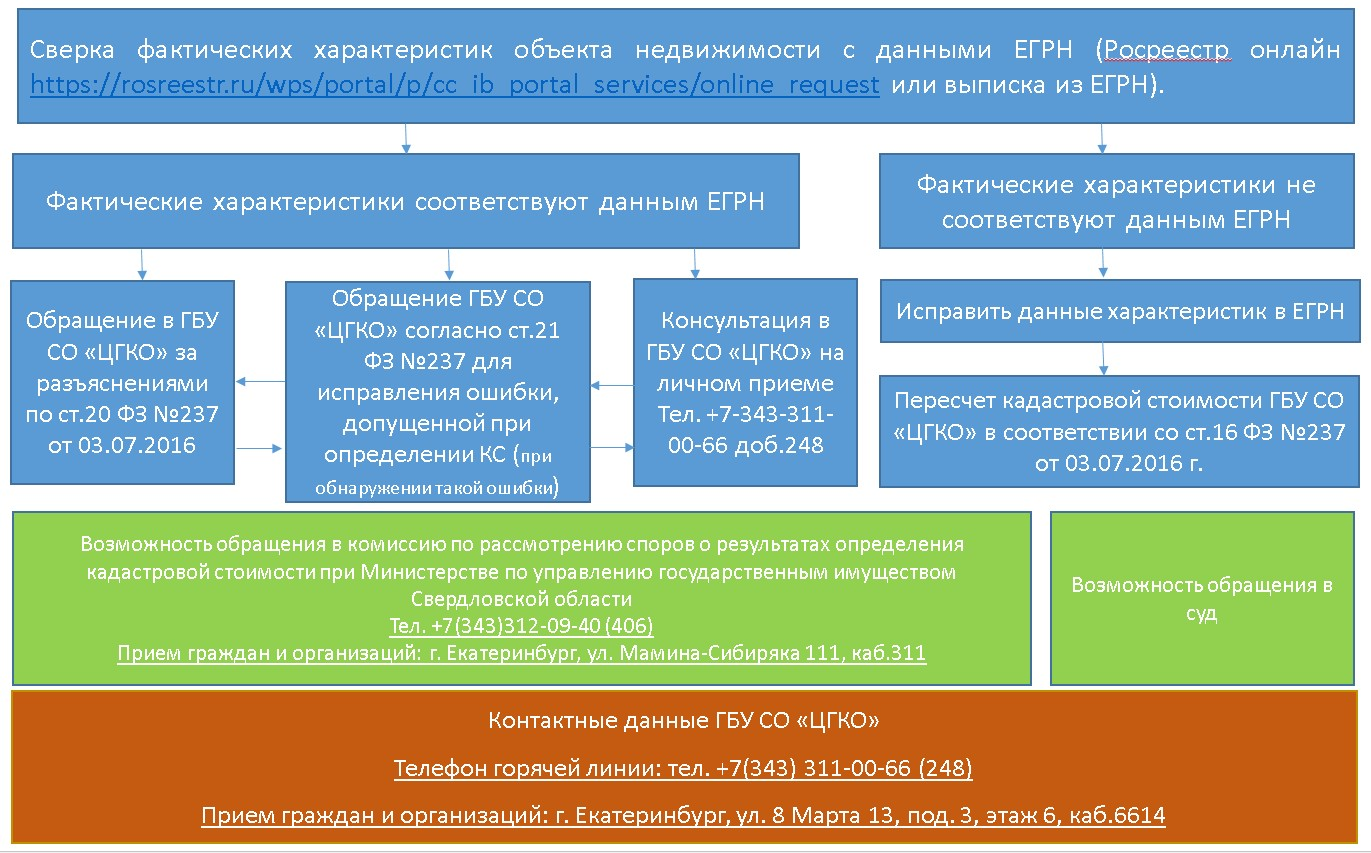 Сверка фактических характеристик объекта недвижимости с данными ЕГРН (Росреестр онлайн
https://rosreestr.ru/wps/portal/p/cc_ib_portal_services/online_request или выписка из ЕГРН).
Фактические характеристики соответствуют данным ЕГРН
Фактические характеристики не
соответствуют данным ЕГРН
Обращение в ГБУ
СО «ЦГКО» за
разъяснениями
по ст.20 ФЗ №237
от 03.07.2016
Обращение ГБУ СО
«ЦГКО» согласно ст.21
ФЗ №237 для
исправления ошибки,
допущенной при
определении КС (при
обнаружении такой ошибки)
Консультация в
ГБУ СО «ЦГКО» на
личном приеме
Тел. +7-343-311-
00-66 доб.248
Исправить данные характеристик в ЕГРН
Пересчет кадастровой стоимости ГБУ СО
«ЦГКО» в соответствии со ст.16 ФЗ №237
от 03.07.2016 г.
Возможность обращения в комиссию по рассмотрению споров о результатах определения
кадастровой стоимости при Министерстве по управлению государственным имуществом
Свердловской области
Тел. +7(343)312-09-40 (406)
Прием граждан и организаций: г. Екатеринбург, ул. Мамина-Сибиряка 111, каб.311
Возможность обращения в
суд
Контактные данные ГБУ СО «ЦГКО»
Телефон горячей линии: тел. +7(343) 311-00-66 (248)
Прием граждан и организаций: г. Екатеринбург, ул. 8 Марта 13, под. 3, этаж 6, каб.6614